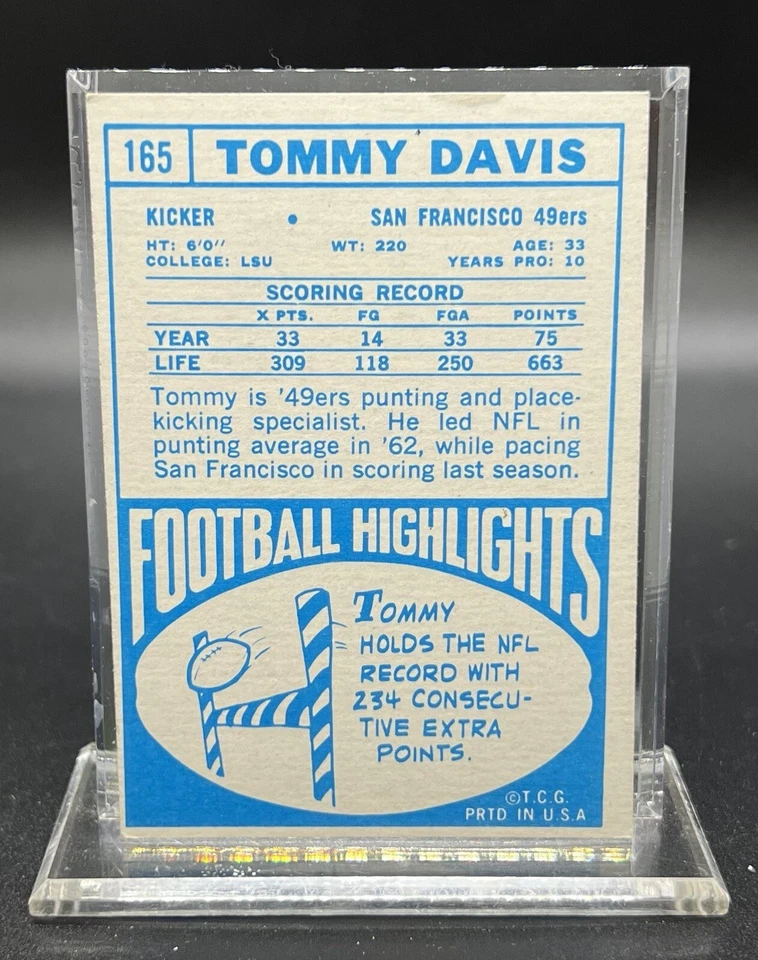 165 TOMMY DAVIS
KICKER • SAN FRANCISCO 49ers
HT: 6'0'' WT: 220 AGE: 33
COLLEGE: LSU YEARS PRO: 10
SCORING RECORD
X PTS. FG FGA POINTS
YEAR 33 14 33 75
LIFE 309 118 250 663
Tommy is '49ers punting and place-
kicking specialist. He led NFL in
punting average in '62, while pacing
San Francisco in scoring last season.
FOOTBALL HIGHLIGHTS
TOMMY
HOLDS THE NFL
RECORD WITH
234 CONSECU-
TIVE EXTRA
POINTS.
©T.C.G.
PRTD IN U.S.A